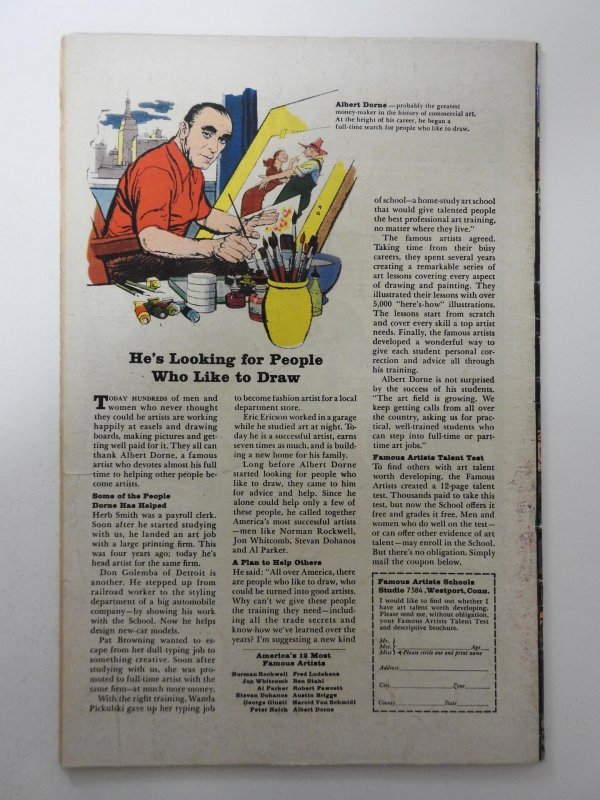 Albert Dorne — probably the greatest
money-maker in the history of commercial art.
At the height of his career, he began a
full-time search for people who like to draw.
He's Looking for People
Who Like to Draw
TODAY HUNDREDS of men and
women who never thought
they could be artists are working
happily at easels and drawing
boards, making pictures and get-
ting well paid for it. They all can
thank Albert Dorne, a famous
artist who devotes almost his full
time to helping other people be-
come artists.
Some of the People
Dorne Has Helped
Herb Smith was a payroll clerk.
Soon after he started studying
with us, he landed an art job
with a large printing firm. This
was four years ago; today he's
head artist for the same firm.
Don Golemba of Detroit is
another. He stepped up from
railroad worker to the styling
department of a big automobile
company—by showing his work
with the School. Now he helps
design new-car models.
Pat Browning wanted to es-
cape from her dull typing job to
something creative. Soon after
studying with us, she was pro-
moted to full-time artist with the
same firm—at much more money.
With the right training, Wanda
Pickulski gave up her typing job
to become fashion artist for a local
department store.
Eric Ericson worked in a garage
while he studied art at night. To-
day he is a successful artist, earns
seven times as much, and is build-
ing a new home for his family.
Long before Albert Dorne
started looking for people who
like to draw, they came to him
for advice and help. Since he
alone could help only a few of
these people, he called together
America's most successful artists
—men like Norman Rockwell,
Jon Whitcomb, Stevan Dohanos
and Al Parker.
A Plan to Help Others
He said: "All over America, there
are people who like to draw, who
could be turned into good artists.
Why can't we give these people
the training they need—includ-
ing all the trade secrets and
know-how we've learned over the
years? I'm suggesting a new kind
America's 12 Most
Famous Artists
Norman Rockwell Fred Ludekens
Jon Whitcomb Ben Stahl
Al Parker Robert Fawcett
Stevan Dohanos Austin Briggs
George Giusti Harold Von Schmidt
Peter Helck Albert Dorne
of school—a home-study art school
that would give talented people
the best professional art training,
no matter where they live."
The famous artists agreed.
Taking time from their busy
careers, they spent several years
creating a remarkable series of
art lessons covering every aspect
of drawing and painting. They
illustrated their lessons with over
5,000 "here's-how" illustrations.
The lessons start from scratch
and cover every skill a top artist
needs. Finally, the famous artists
developed a wonderful way to
give each student personal cor-
rection and advice all through
his training.
Albert Dorne is not surprised
by the success of his students.
"The art field is growing. We
keep getting calls from all over
the country, asking us for prac-
tical, well-trained students who
can step into full-time or part-
time art jobs."
Famous Artists Talent Test
To find others with art talent
worth developing, the Famous
Artists created a 12-page talent
test. Thousands paid to take this
test, but now the School offers it
free and grades it free. Men and
women who do well on the test—
or can offer other evidence of art
talent—may enroll in the School.
But there's no obligation. Simply
mail the coupon below.
Famous Artists Schools
Studio 7584, Westport, Conn.
I would like to find out whether I
have art talent worth developing.
Please send me, without obligation,
your Famous Artists Talent Test
and descriptive brochure.
Mr.
Mrs. Age
Miss Please circle one and print name
Address
City Zone
County State